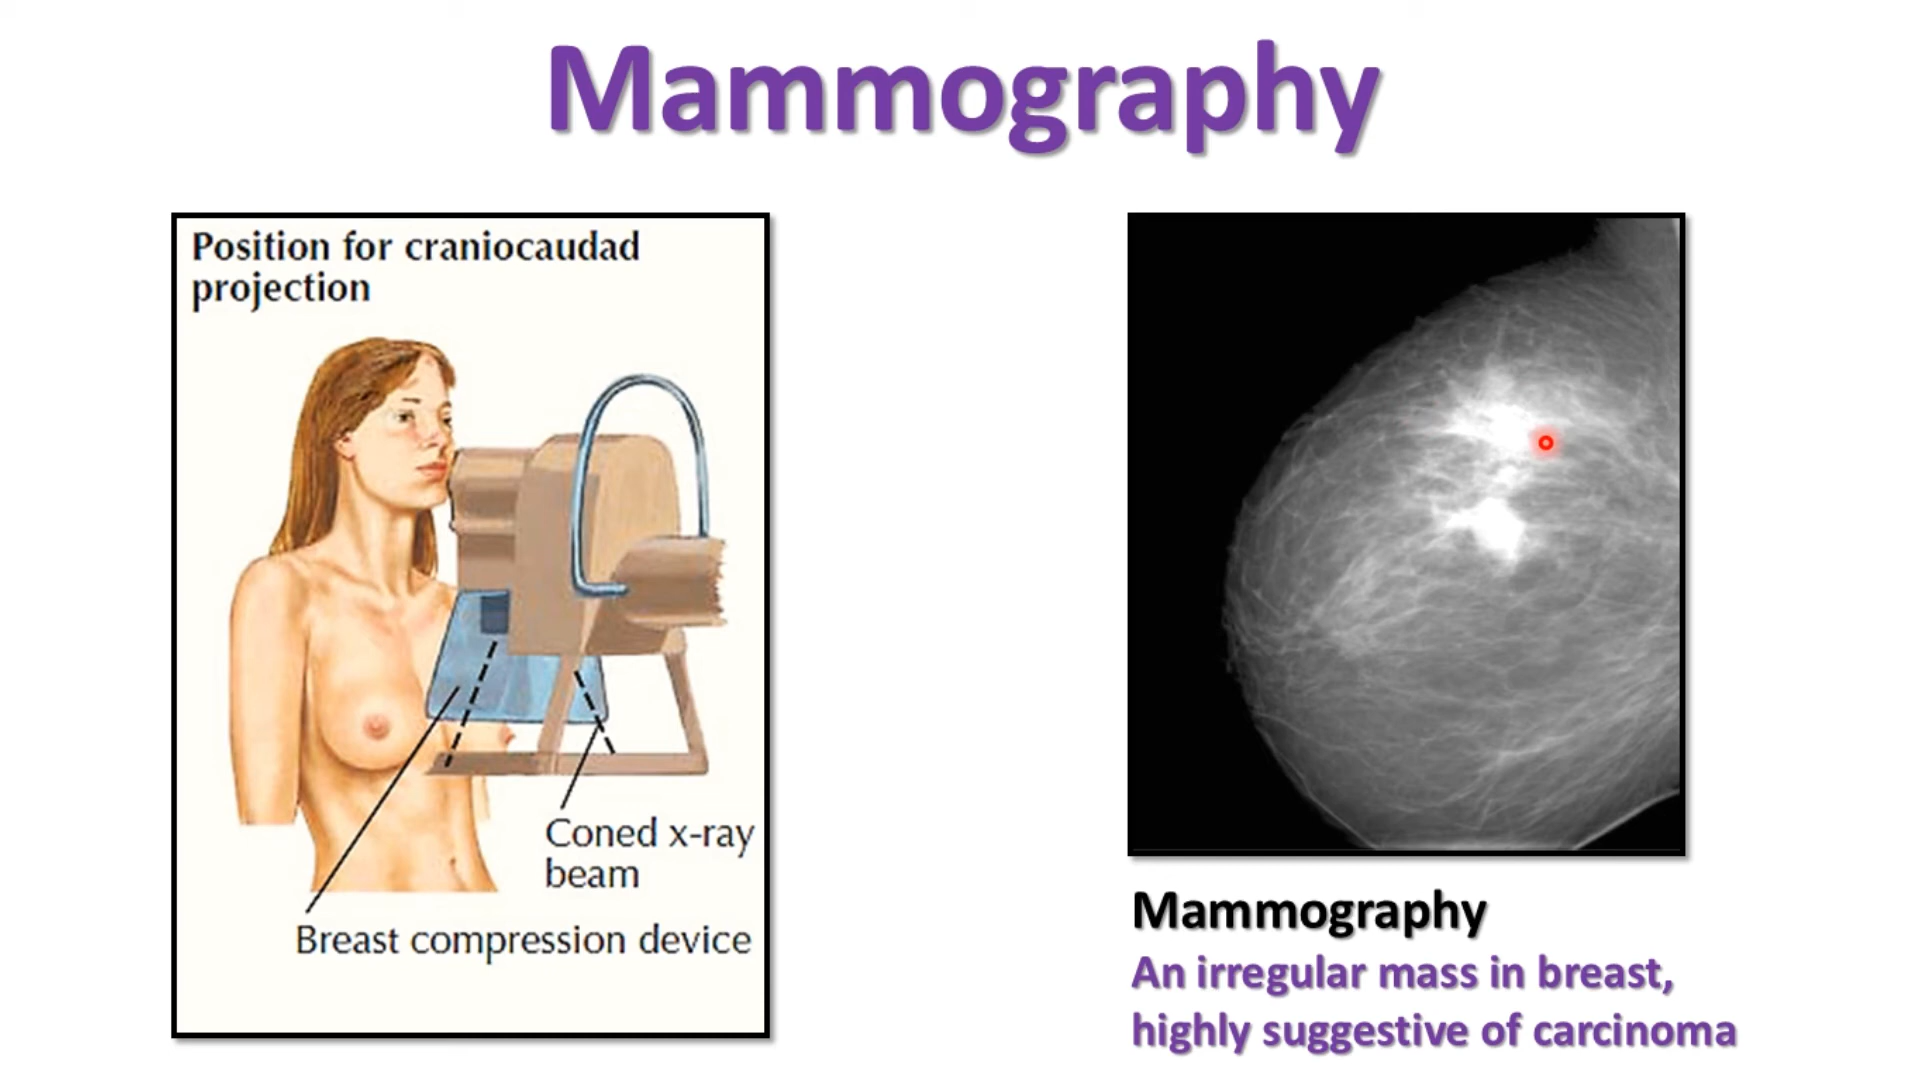 Mammography
Position for craniocaudad
projection
Coned x-ray
beam
Breast compression device
Mammography
An irregular mass in breast,
highly suggestive of carcinoma